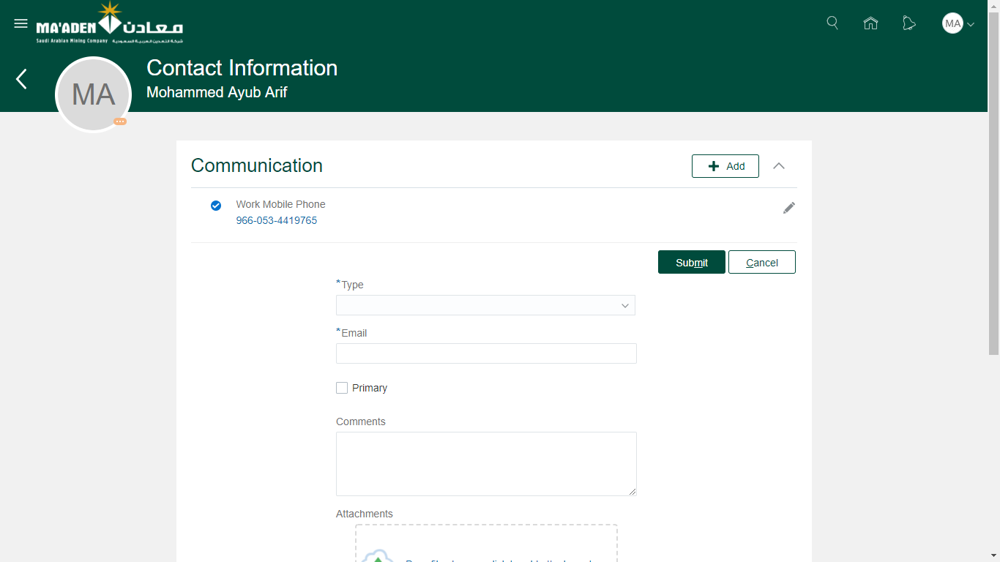 MA'ADEN معادن
Saudi Arabian Mining Company شركة التعدين العربية السعودية
MA
MA
Contact Information
Mohammed Ayub Arif
Communication
Add
Work Mobile Phone
966-053-4419765
Submit
Cancel
*Type
*Email
Primary
Comments
Attachments